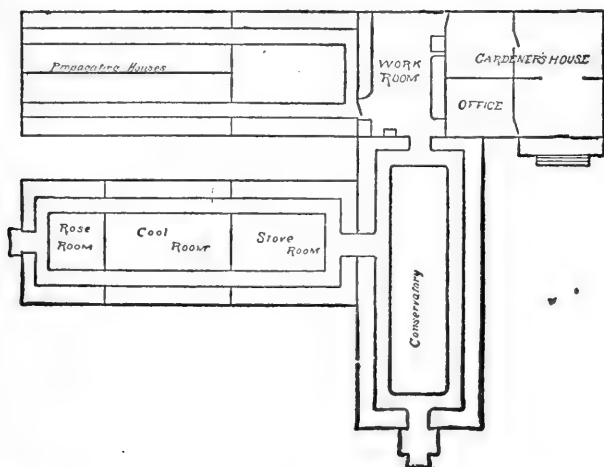 Propagating Houses
WORK
ROOM
GARDENER'S HOUSE
OFFICE
ROSE
ROOM
Cool
ROOM
Stove
ROOM
Conservatory